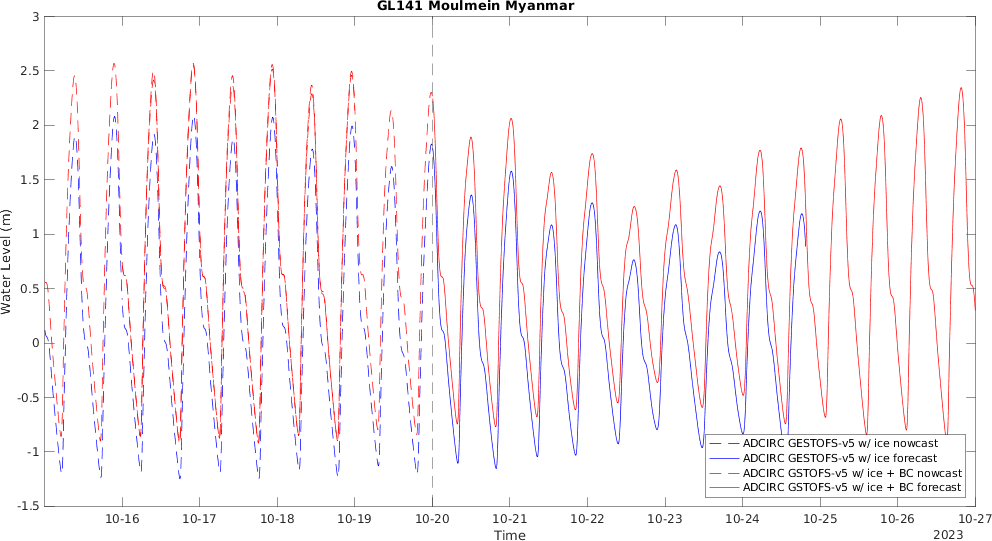 GL141 Moulmein Myanmar
3
2.5
2
1.5
1
0.5
0
-0.5
-1
-1.5
Water Level (m)
ADCIRC GESTOFS-v5 w/ ice nowcast
ADCIRC GESTOFS-v5 w/ ice forecast
ADCIRC GSTOFS-v5 w/ ice + BC nowcast
ADCIRC GSTOFS-v5 w/ ice + BC forecast
10-16 10-17 10-18 10-19 10-20 10-21 10-22 10-23 10-24 10-25 10-26 10-27
Time
2023